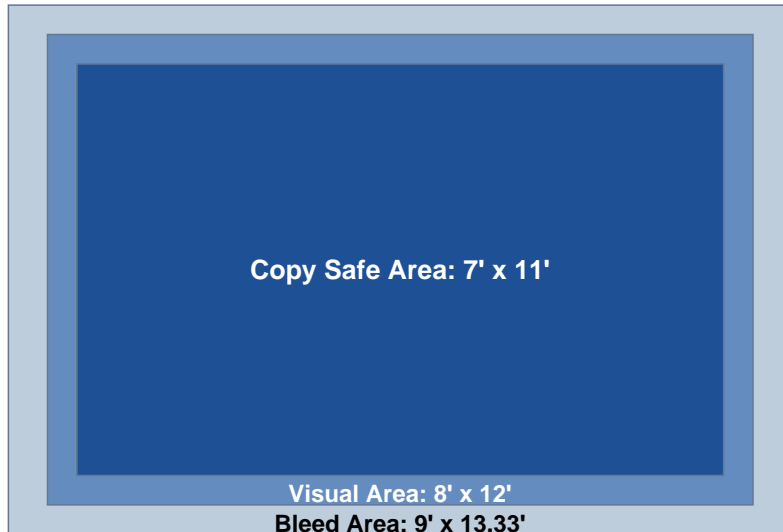 Copy Safe Area: 7' x 11'
Visual Area: 8' x 12'
Bleed Area: 9' x 13.33'